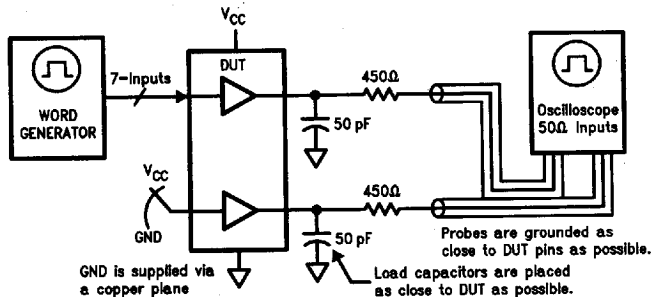 VCC
DUT
7-Inputs
WORD
GENERATOR
450Ω
50 pF
Oscilloscope
50Ω Inputs
VCC
GND
450Ω
50 pF
Probes are grounded as
close to DUT pins as possible.
GND is supplied via
a copper plane
Load capacitors are placed
as close to DUT as possible.